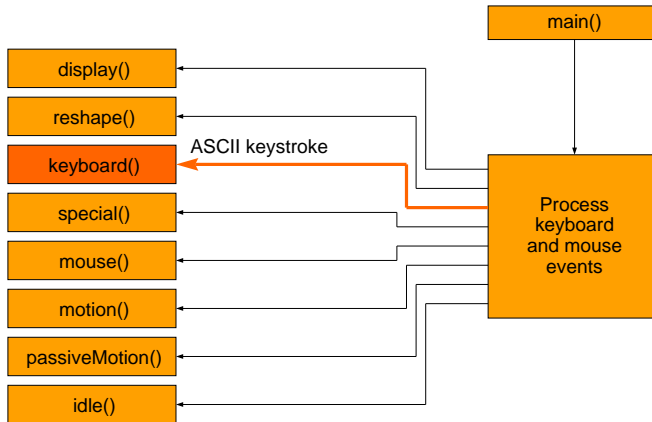 main()
display()
reshape()
ASCII keystroke
keyboard()
special()
mouse()
motion()
passiveMotion()
idle()
Process
keyboard
and mouse
events